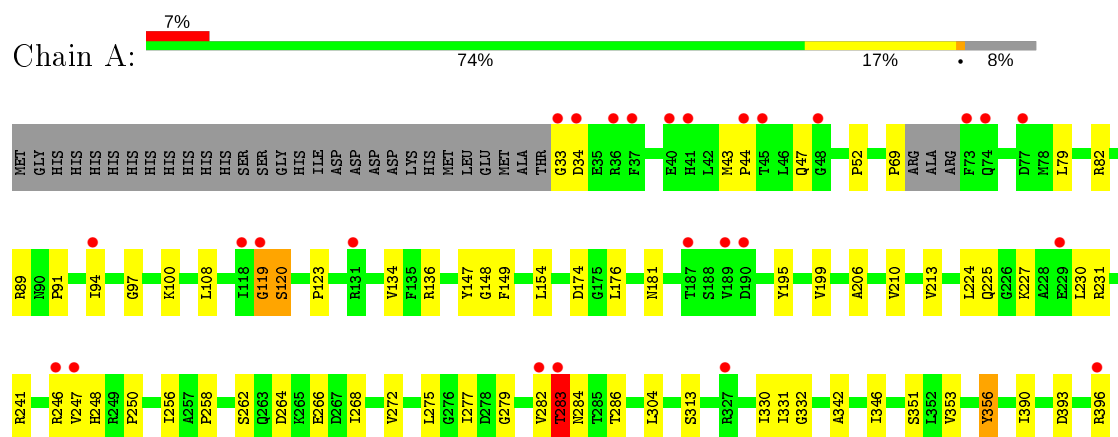 7%
Chain A:
74% 17% • 8%
MET GLY HIS HIS HIS HIS HIS HIS HIS HIS HIS HIS SER SER GLY HIS ILE ASP ASP ASP ASP LYS HIS MET LEU GLU MET ALA THR G33 D34 E35 R36 F37 E40 H41 L42 M43 P44 T45 L46 Q47 G48 P52 P69 ARG ALA ARG F73 Q74 D77 M78 L79 R82
R89 N90 P91 I94 G97 K100 L108 I118 G119 S120 P123 R131 V134 F135 R136 Y147 G148 F149 L154 D174 G175 L176 N181 T187 S188 V189 D190 Y195 V199 A206 V210 V213 L224 Q225 G226 K227 A228 E229 L230 R231
R241 R246 V247 H248 R249 P250 I256 A257 P258 S262 Q263 D264 K265 E266 D267 I268 V272 L275 G276 I277 D278 G279 V282 T283 N284 T285 T286 L304 S313 R327 I330 I331 G332 A342 I346 S351 L352 V353 Y356 I390 D393 R396